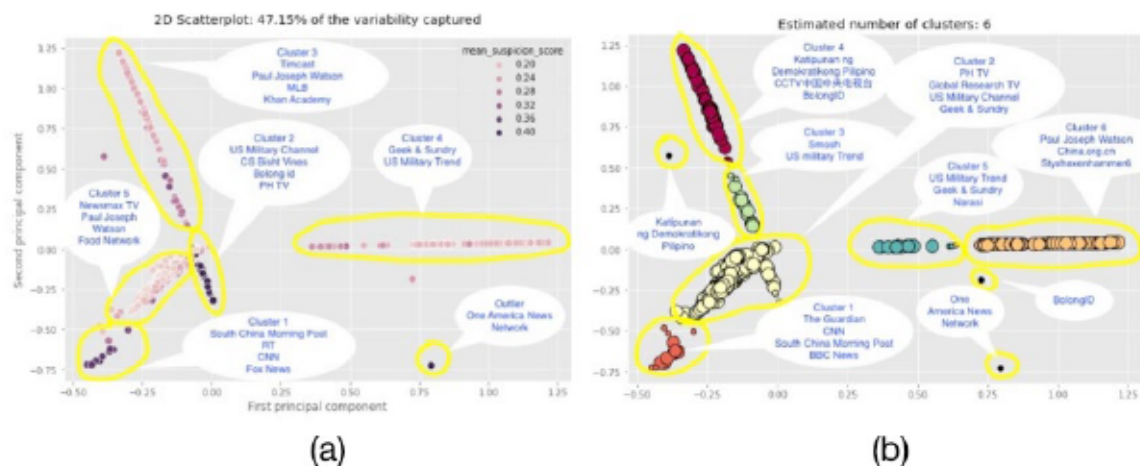 2D Scatterplot: 47.15% of the variability captured
Second principal component
1.25
1.00
0.75
0.50
0.25
0.00
−0.25
−0.50
−0.75
−0.50
−0.25
0.00
0.25
0.50
0.75
1.00
1.25
First principal component
mean_suspicion_score
0.20
0.24
0.28
0.32
0.36
0.40
Cluster 3
Timcast
Paul Joseph Watson
MLB
Khan Academy
Cluster 2
US Military Channel
CS Bisht Vines
Bolong.id
PH TV
Cluster 4
Geek & Sundry
US Military Trend
Cluster 5
Newsmax TV
Paul Joseph
Watson
Food Network
Cluster 1
South China Morning Post
RT
CNN
Fox News
Outlier
One America News
Network
(a)
Estimated number of clusters: 6
1.25
1.00
0.75
0.50
0.25
0.00
−0.25
−0.50
−0.75
−0.50
−0.25
0.00
0.25
0.50
0.75
1.00
1.25
Cluster 4
Katipunan ng
Demokratikong Pilipino
CCTV中国中央电视台
BolongID
Cluster 2
PH TV
Global Research TV
US Military Channel
Geek & Sundry
Cluster 3
Smosh
US military Trend
Cluster 6
Paul Joseph Watson
China.org.cn
Styxhexenhammer6
Cluster 5
US Military Trend
Geek & Sundry
Narasi
Katipunan
ng Demokratikong
Pilipino
Cluster 1
The Guardian
CNN
South China Morning Post
BBC News
One
America News
Network
BolongID
(b)